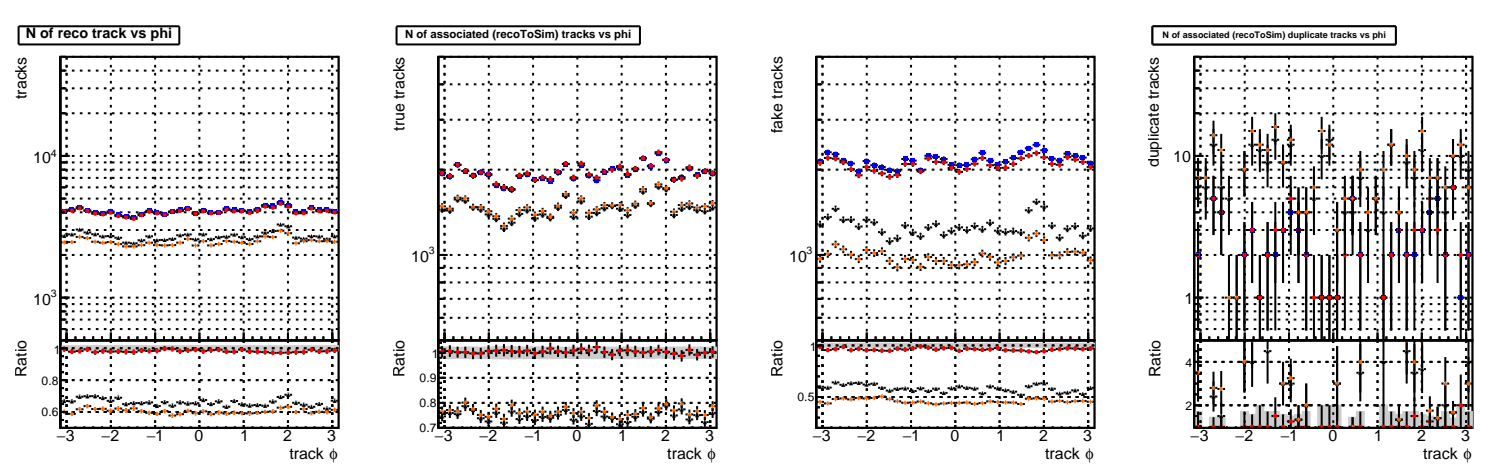 N of reco track vs phi
tracks
10⁴
10³
Ratio
1
0.8
0.6
−3 −2 −1 0 1 2 3
track ϕ
N of associated (recoToSim) tracks vs phi
true tracks
10³
Ratio
1
0.9
0.8
0.7
−3 −2 −1 0 1 2 3
track ϕ
fake tracks
10³
Ratio
1
0.5
−3 −2 −1 0 1 2 3
track ϕ
N of associated (recoToSim) duplicate tracks vs phi
duplicate tracks
10
1
Ratio
4
2
−3 −2 −1 0 1 2 3
track ϕ